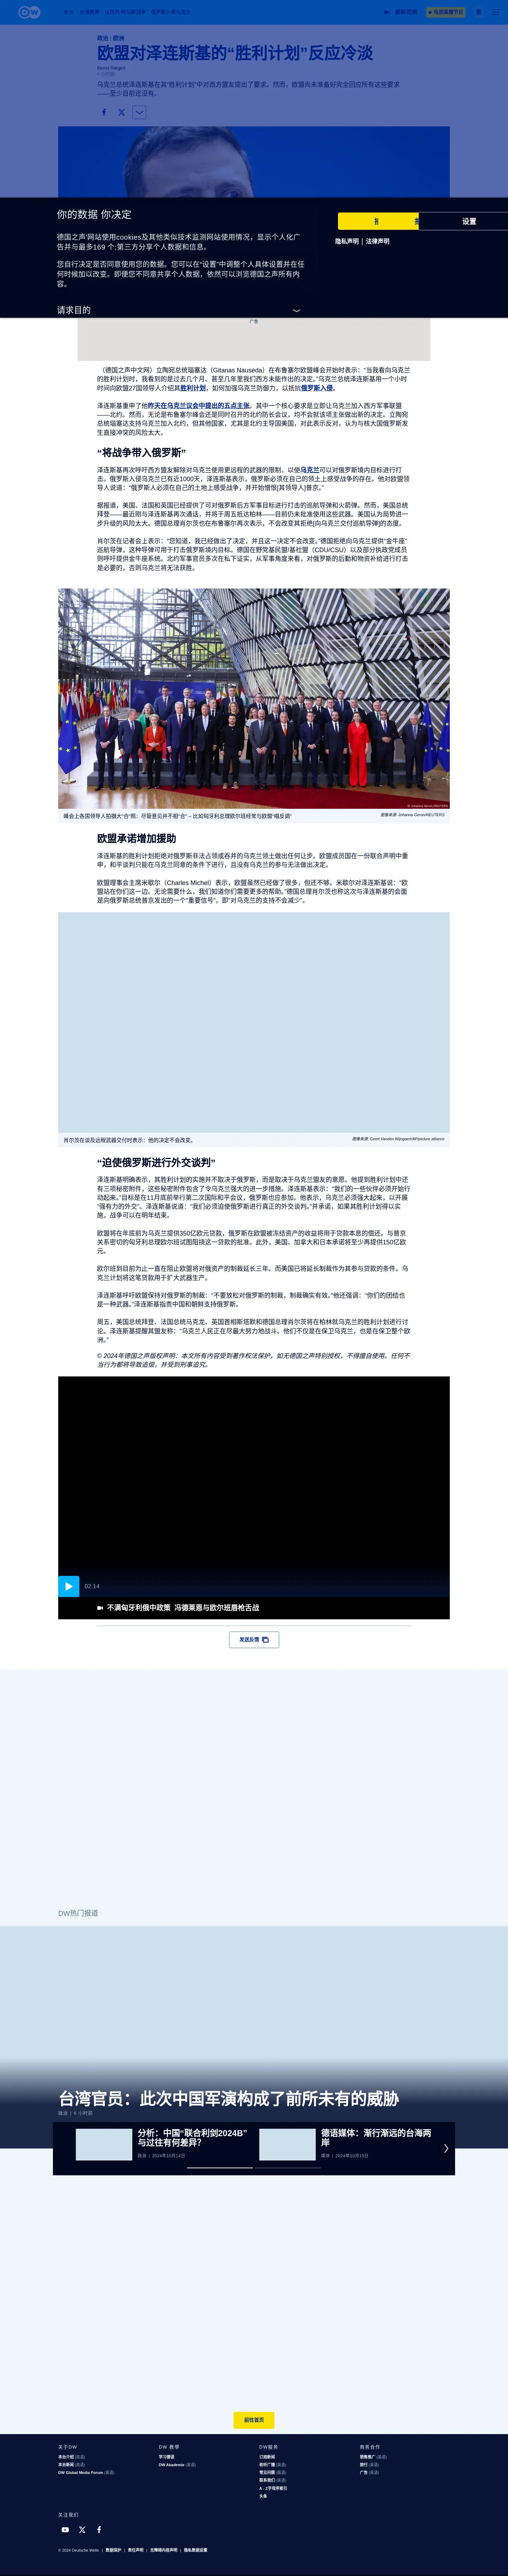 DW
最新视频
政治 | 欧洲
欧盟对泽连斯基的“胜利计划”反应冷淡
Bernd Riegert
乌克兰总统泽连斯基在其“胜利计划”中对西方盟友提出了要求。然而，欧盟尚未准备好完全回应所有这些要求
——至少目前还没有。
你的数据 你决定
德国之声'网站使用cookies及其他类似技术监测网站使用情况，显示个人化广
告并与最多169 个;第三方分享个人数据和信息。
您自行决定是否同意使用您的数据。您可以在“设置”中调整个人具体设置并在任
何时候加以改变。即使您不同意共享个人数据，依然可以浏览德国之声所有内
容。
请求目的
设置
隐私声明 | 法律声明
广告
（德国之声中文网）立陶宛总统瑙塞达（Gitanas Nauseda）在布鲁塞尔欧盟峰会开始时表示：“当我看向乌克兰
的胜利计划时，我看到的是过去几个月、甚至几年里我们西方未能作出的决定。”乌克兰总统泽连斯基用一个小时
时间向欧盟27国领导人介绍其胜利计划，如何加强乌克兰防御力，以抵抗俄罗斯入侵。
泽连斯基重申了他昨天在乌克兰议会中提出的五点主张。其中一个核心要求是立即让乌克兰加入西方军事联盟
——北约。然而，无论是布鲁塞尔峰会还是同时召开的北约防长会议，均不会就该项主张做出新的决定。立陶宛
总统瑙塞达支持乌克兰加入北约，但其他国家，尤其是北约主导国美国，对此表示反对，认为与核大国俄罗斯发
生直接冲突的风险太大。
“将战争带入俄罗斯”
泽连斯基再次呼吁西方盟友解除对乌克兰使用更远程的武器的限制，以使乌克兰可以对俄罗斯境内目标进行打
击。俄罗斯入侵乌克兰已有近1000天，泽连斯基表示，俄罗斯必须在自己的领土上感受战争的存在。他对欧盟领
导人说道：“俄罗斯人必须在自己的土地上感受战争，并开始憎恨[其领导人]普京。”
据报道，美国、法国和英国已经提供了可对俄罗斯后方军事目标进行打击的巡航导弹和火箭弹。然而，美国总统
拜登——最近刚与泽连斯基两次通话，并将于周五抵达柏林——目前仍未批准使用这些武器。美国认为局势进一
步升级的风险太大。德国总理肖尔茨也在布鲁塞尔再次表示，不会改变其拒绝[向乌克兰交付巡航导弹]的态度。
肖尔茨在记者会上表示：“您知道，我已经做出了决定，并且这一决定不会改变。”德国拒绝向乌克兰提供“金牛座”
巡航导弹，这种导弹可用于打击俄罗斯境内目标。德国在野党基民盟/基社盟（CDU/CSU）以及部分执政党成员
则呼吁提供金牛座系统。北约军事官员多次在私下证实，从军事角度来看，对俄罗斯的后勤和物资补给进行打击
是必要的，否则乌克兰将无法获胜。
峰会上各国领导人拍摄大“合”照：尽管意见并不相“合” – 比如匈牙利总理欧尔班经常与欧盟“唱反调”
图像来源: Johanna Geron/REUTERS
欧盟承诺增加援助
泽连斯基的胜利计划拒绝对俄罗斯非法占领或吞并的乌克兰领土做出任何让步。欧盟成员国在一份联合声明中重
申，和平谈判只能在乌克兰同意的条件下进行，且没有乌克兰的参与无法做出决定。
欧盟理事会主席米歇尔（Charles Michel）表示，欧盟虽然已经做了很多，但还不够。米歇尔对泽连斯基说：“欧
盟站在你们这一边。无论需要什么，我们知道你们需要更多的帮助。”德国总理肖尔茨也称这次与泽连斯基的会面
是向俄罗斯总统普京发出的一个“重要信号”，即“对乌克兰的支持不会减少”。
肖尔茨在谈及远程武器交付时表示：他的决定不会改变。
图像来源: Geert Vanden Wijngaert/AP/picture alliance
“迫使俄罗斯进行外交谈判”
泽连斯基明确表示，其胜利计划的实施并不取决于俄罗斯，而是取决于乌克兰盟友的意愿。他提到胜利计划中还
有三项秘密附件，这些秘密附件包含了对乌克兰强大的进一步措施。泽连斯基表示：“我们的一些伙伴必须开始行
动起来。”目标是在11月底前举行第二次国际和平会议，俄罗斯也应参加。他表示，乌克兰必须强大起来，以开展
“强有力的外交”。泽连斯基说道：“我们必须迫使俄罗斯进行真正的外交谈判。”并承诺，如果其胜利计划得以实
施，战争可以在明年结束。
欧盟将在年底前为乌克兰提供350亿欧元贷款，俄罗斯在欧盟被冻结资产的收益将用于贷款本息的偿还。与普京
关系密切的匈牙利总理欧尔班试图阻挠这一贷款的批准。此外，美国、加拿大和日本承诺将至少再提供150亿欧
元。
欧尔班到目前为止一直在阻止欧盟将对俄资产的制裁延长三年。而美国已将延长制裁作为其参与贷款的条件。乌
克兰计划将这笔贷款用于扩大武器生产。
泽连斯基呼吁欧盟保持对俄罗斯的制裁：“不要放松对俄罗斯的制裁，制裁确实有效。”他还强调：“你们的团结也
是一种武器。”泽连斯基指责中国和朝鲜支持俄罗斯。
周五，美国总统拜登、法国总统马克龙、英国首相斯塔默和德国总理肖尔茨将在柏林就乌克兰的胜利计划进行讨
论。泽连斯基提醒其盟友称：“乌克兰人民正在尽最大努力地战斗。他们不仅是在保卫乌克兰，也是在保卫整个欧
洲。”
© 2024年德国之声版权声明：本文所有内容受到著作权法保护，如无德国之声特别授权，不得擅自使用。任何不
当行为都将导致追偿，并受到刑事追究。
02:14
不满匈牙利俄中政策 冯德莱恩与欧尔班唇枪舌战
发送反馈
DW热门报道
台湾官员：此次中国军演构成了前所未有的威胁
政治 | 6 小时前
分析：中国“联合利剑2024B”
与过往有何差异？
政治 | 2024年10月14日
德语媒体：渐行渐远的台海两
岸
媒体 | 2024年10月15日
前往首页
关于DW
本台介绍 (英语)
本台新闻 (英语)
DW Global Media Forum (英语)
DW 教学
学习德语
DW Akademie (英语)
DW服务
订阅新闻
收听广播 (英语)
常见问题 (英语)
联系我们 (英语)
A - Z字母序索引
头条
商务合作
销售推广 (英语)
旅行 (英语)
广告 (英语)
关注我们
© 2024 Deutsche Welle | 数据保护 | 责任声明 | 无障碍内容声明 | 隐私数据设置